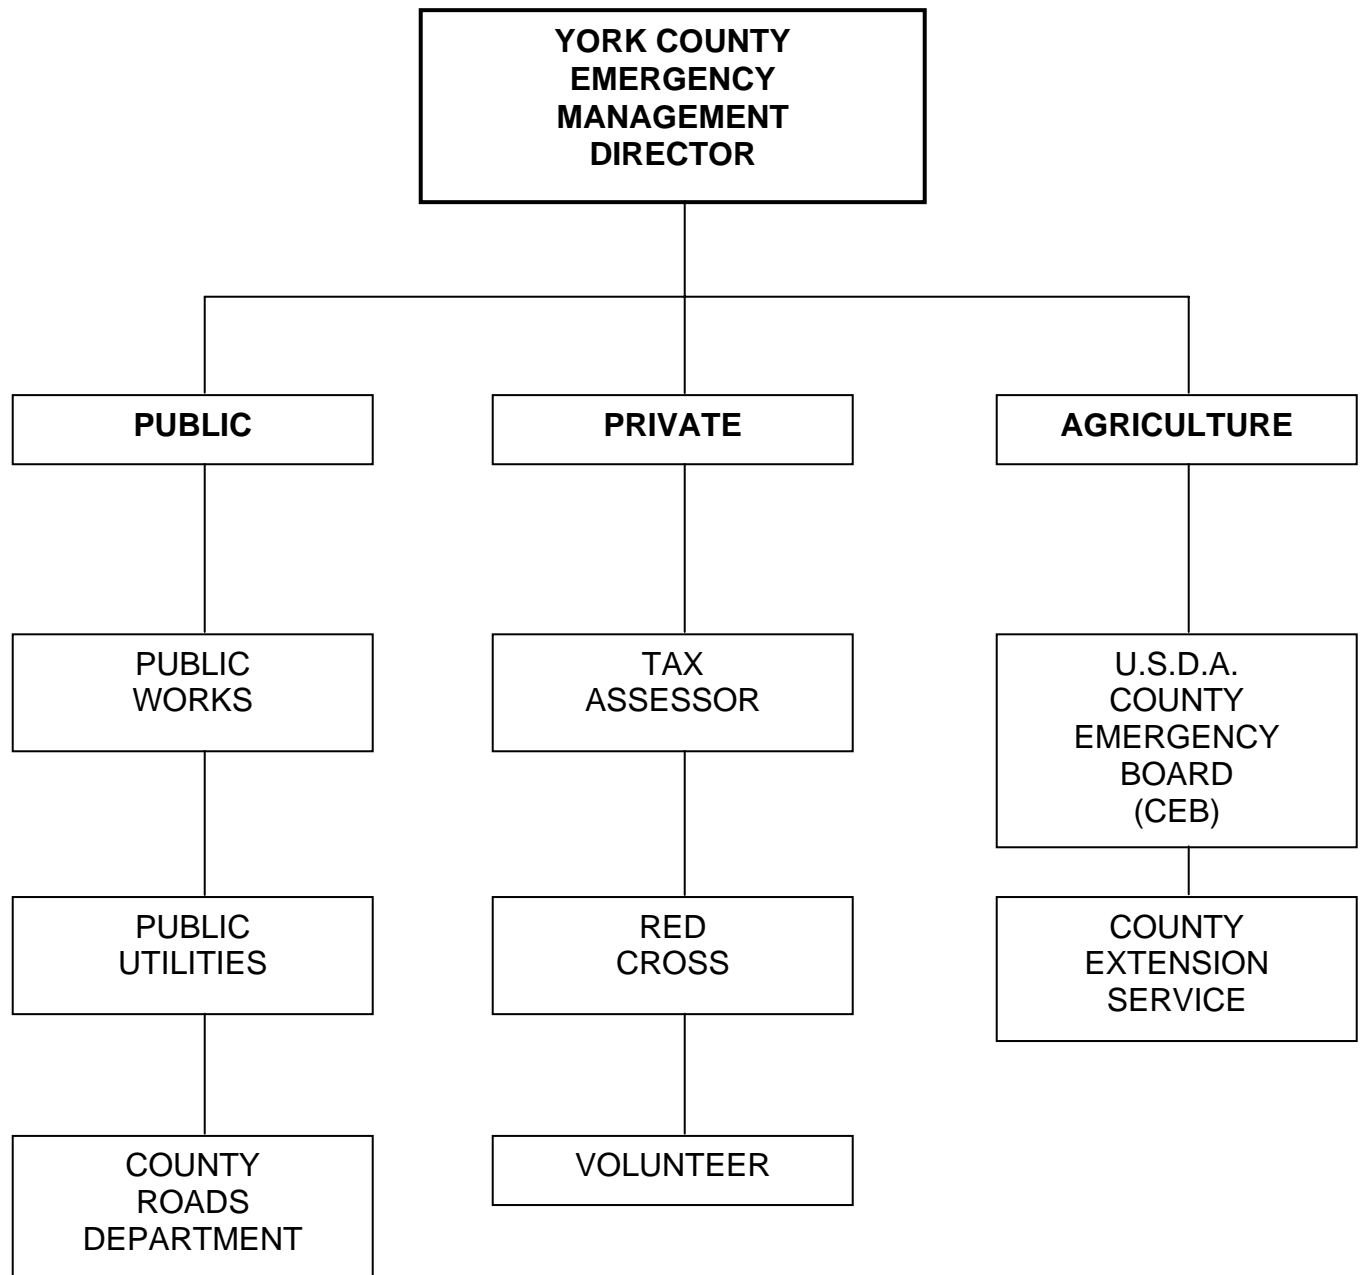 YORK COUNTY
EMERGENCY
MANAGEMENT
DIRECTOR
PUBLIC
PRIVATE
AGRICULTURE
PUBLIC
WORKS
TAX
ASSESSOR
U.S.D.A.
COUNTY
EMERGENCY
BOARD
(CEB)
PUBLIC
UTILITIES
RED
CROSS
COUNTY
EXTENSION
SERVICE
COUNTY
ROADS
DEPARTMENT
VOLUNTEER